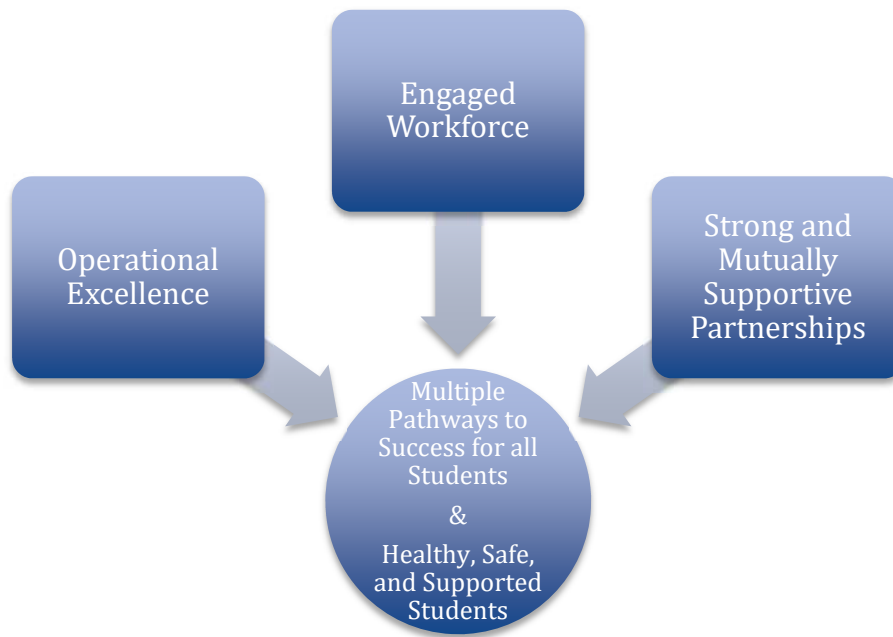 Engaged
Workforce
Operational
Excellence
Strong and
Mutually
Supportive
Partnerships
Multiple
Pathways to
Success for all
Students
&
Healthy, Safe,
and Supported
Students